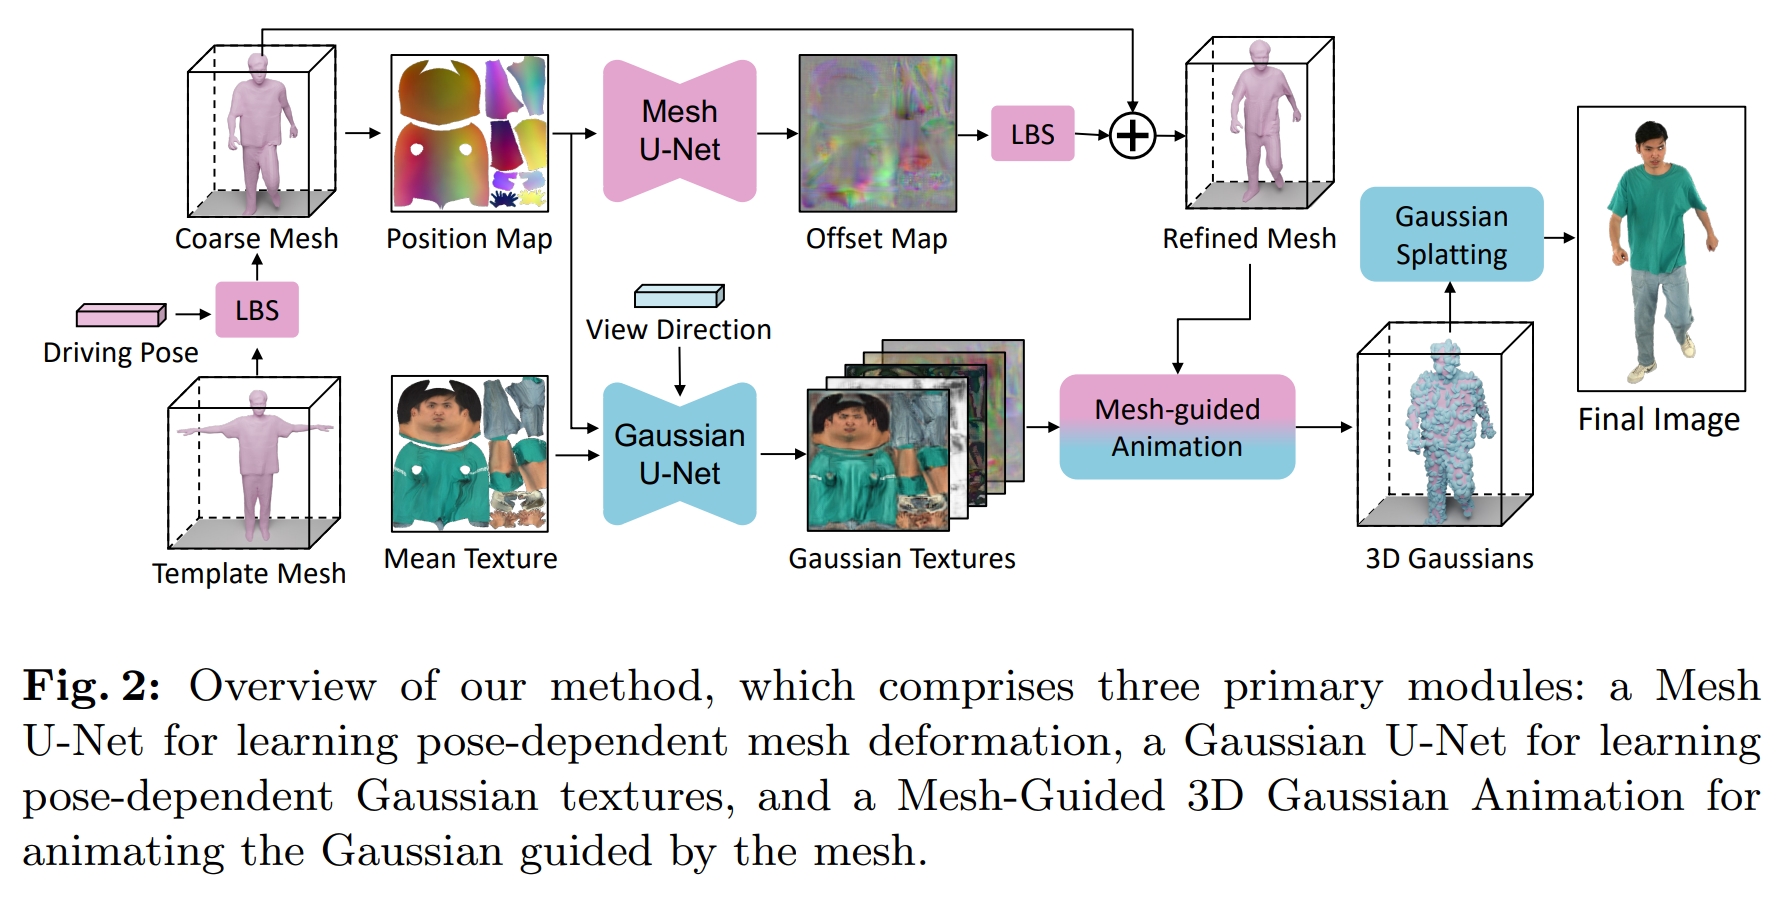 Coarse Mesh
Position Map
Mesh
U-Net
Offset Map
LBS
Refined Mesh
Gaussian
Splatting
Final Image
Driving Pose
LBS
View Direction
Template Mesh
Mean Texture
Gaussian
U-Net
Gaussian Textures
Mesh-guided
Animation
3D Gaussians
Fig. 2: Overview of our method, which comprises three primary modules: a Mesh
U-Net for learning pose-dependent mesh deformation, a Gaussian U-Net for learning
pose-dependent Gaussian textures, and a Mesh-Guided 3D Gaussian Animation for
animating the Gaussian guided by the mesh.